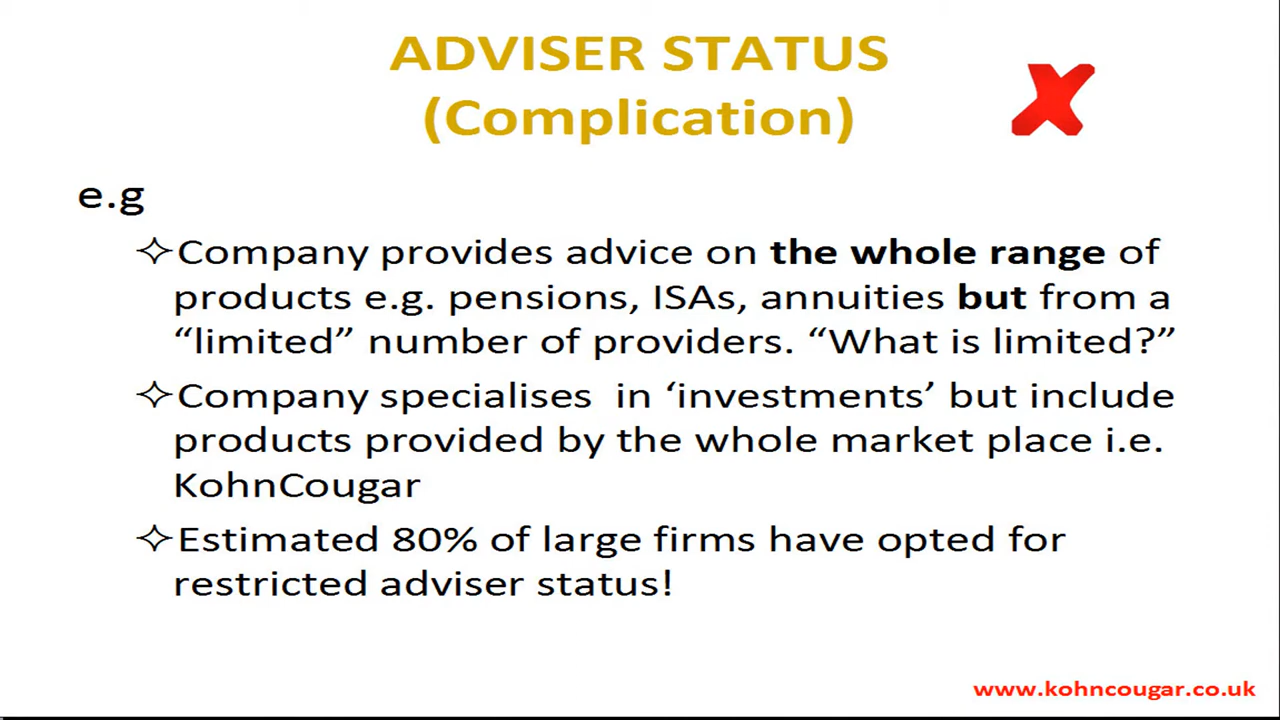 ADVISER STATUS
(Complication)
e.g
Company provides advice on the whole range of
products e.g. pensions, ISAs, annuities but from a
“limited” number of providers. “What is limited?”
Company specialises  in ‘investments’ but include
products provided by the whole market place i.e.
KohnCougar
Estimated 80% of large firms have opted for
restricted adviser status!
www.kohncougar.co.uk